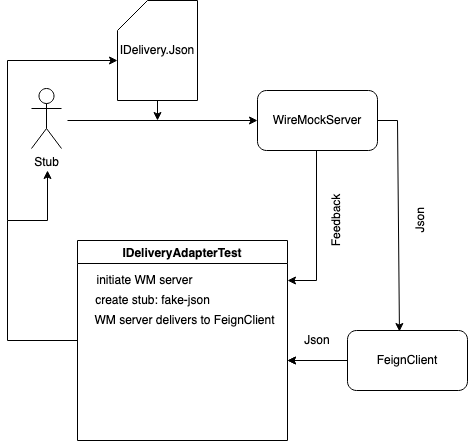 IDelivery.Json
WireMockServer
Stub
Feedback
Json
IDeliveryAdapterTest
initiate WM server
create stub: fake-json
WM server delivers to FeignClient
Json
FeignClient